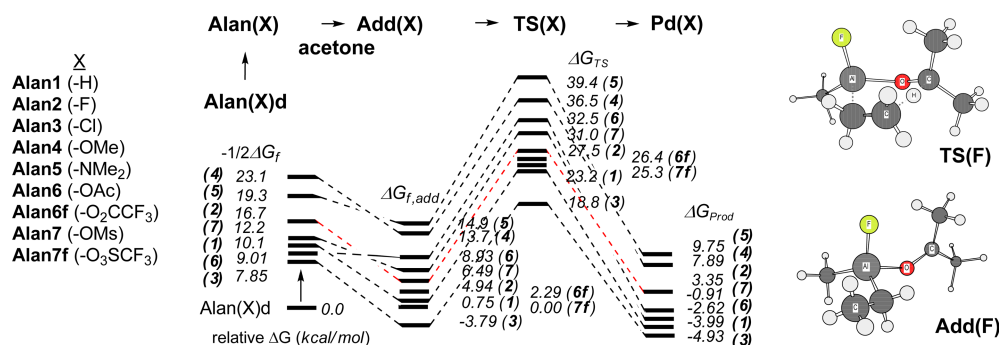 Alan(X) → Add(X) → TS(X) → Pd(X)
acetone
Alan(X)d
X
Alan1 (-H)
Alan2 (-F)
Alan3 (-Cl)
Alan4 (-OMe)
Alan5 (-NMe₂)
Alan6 (-OAc)
Alan6f (-O₂CCF₃)
Alan7 (-OMs)
Alan7f (-O₃SCF₃)
-1/2ΔG_f
(4) 23.1
(5) 19.3
(2) 16.7
(7) 12.2
(1) 10.1
(6) 9.01
(3) 7.85
Alan(X)d 0.0
relative ΔG (kcal/mol)
ΔG_f,add
14.9 (5)
13.7 (4)
8.93 (6)
6.49 (7)
4.94 (2)
0.75 (1)
-3.79 (3)
2.29 (6f)
0.00 (7f)
ΔG_TS
39.4 (5)
36.5 (4)
32.5 (6)
31.0 (7)
27.5 (2)
23.2 (1)
18.8 (3)
26.4 (6f)
25.3 (7f)
ΔG_Prod
9.75 (5)
7.89 (4)
3.35 (2)
-0.91 (7)
-2.62 (6)
-3.99 (1)
-4.93 (3)
F
Al
O
C
H
C
TS(F)
F
Al
O
C
C
Add(F)